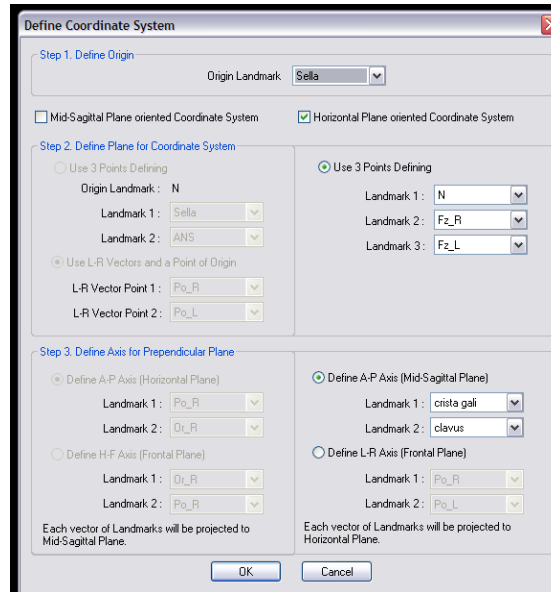 Define Coordinate System
Step 1. Define Origin
Origin Landmark Sella
Mid-Sagittal Plane oriented Coordinate System
Horizontal Plane oriented Coordinate System
Step 2. Define Plane for Coordinate System
Use 3 Points Defining
Origin Landmark : N
Landmark 1 : Sella
Landmark 2 : ANS
Use L-R Vectors and a Point of Origin
L-R Vector Point 1 : Po_R
L-R Vector Point 2 : Po_L
Use 3 Points Defining
Landmark 1 : N
Landmark 2 : Fz_R
Landmark 3 : Fz_L
Step 3. Define Axis for Prependicular Plane
Define A-P Axis (Horizontal Plane)
Landmark 1 : Po_R
Landmark 2 : Or_R
Define H-F Axis (Frontal Plane)
Landmark 1 : Or_R
Landmark 2 : Po_R
Each vector of Landmarks will be projected to
Mid-Sagittal Plane.
Define A-P Axis (Mid-Sagittal Plane)
Landmark 1 : crista gali
Landmark 2 : clavus
Define L-R Axis (Frontal Plane)
Landmark 1 : Po_R
Landmark 2 : Po_L
Each vector of Landmarks will be projected to
Horizontal Plane.
OK
Cancel